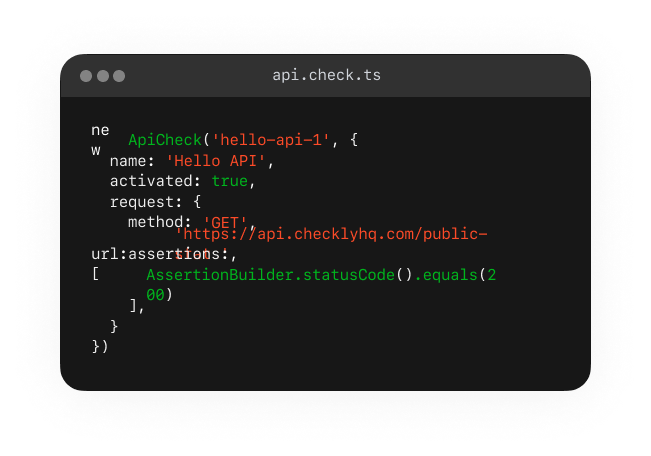 api.check.ts
new ApiCheck('hello-api-1', {
name: 'Hello API',
activated: true,
request: {
method: 'GET',
url: 'https://api.checklyhq.com/public-
',
assertions: [
AssertionBuilder.statusCode().equals(2
00)
],
}
})